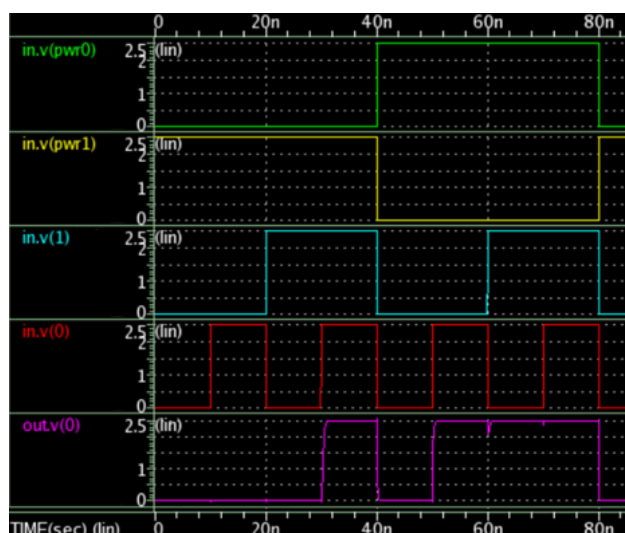 0 20n 40n 60n 80n
in.v(pwr0) 2.5 (lin)
2
1
0
in.v(pwr1) 2.5 (lin)
2
1
0
in.v(1) 2.5 (lin)
2
1
0
in.v(0) 2.5 (lin)
2
1
0
out.v(0) 2.5 (lin)
2
1
0
TIME(sec) (lin) 0 20n 40n 60n 80n